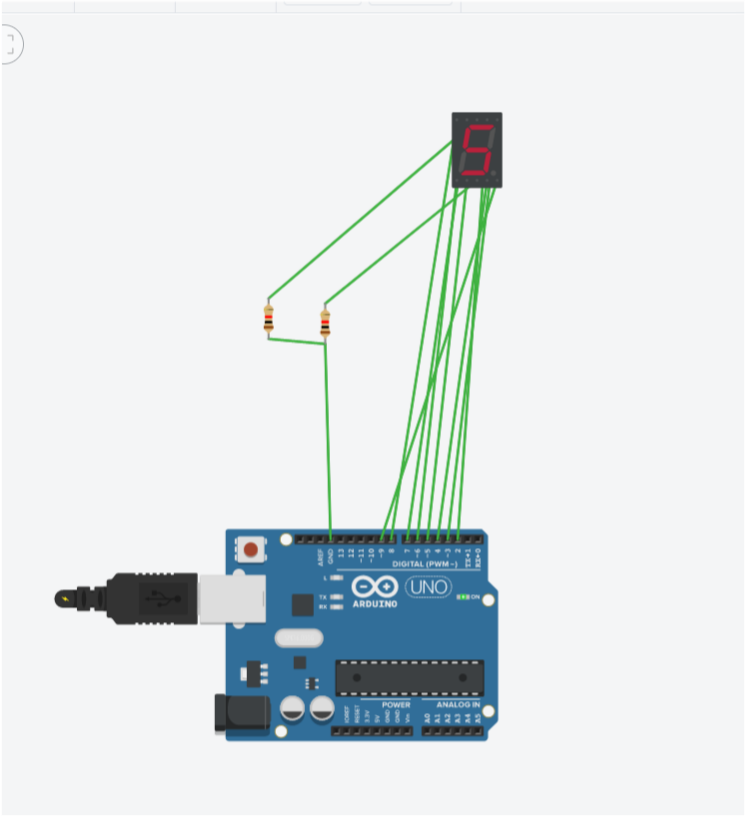 5
AREF
GND
13
12
~11
~10
~9
8
7
~6
~5
4
~3
2
TX▸1
RX◂0
DIGITAL (PWM ~)
L
TX
RX
UNO
ARDUINO
ON
POWER
ANALOG IN
IOREF
RESET
3.3V
5V
GND
GND
Vin
A0
A1
A2
A3
A4
A5